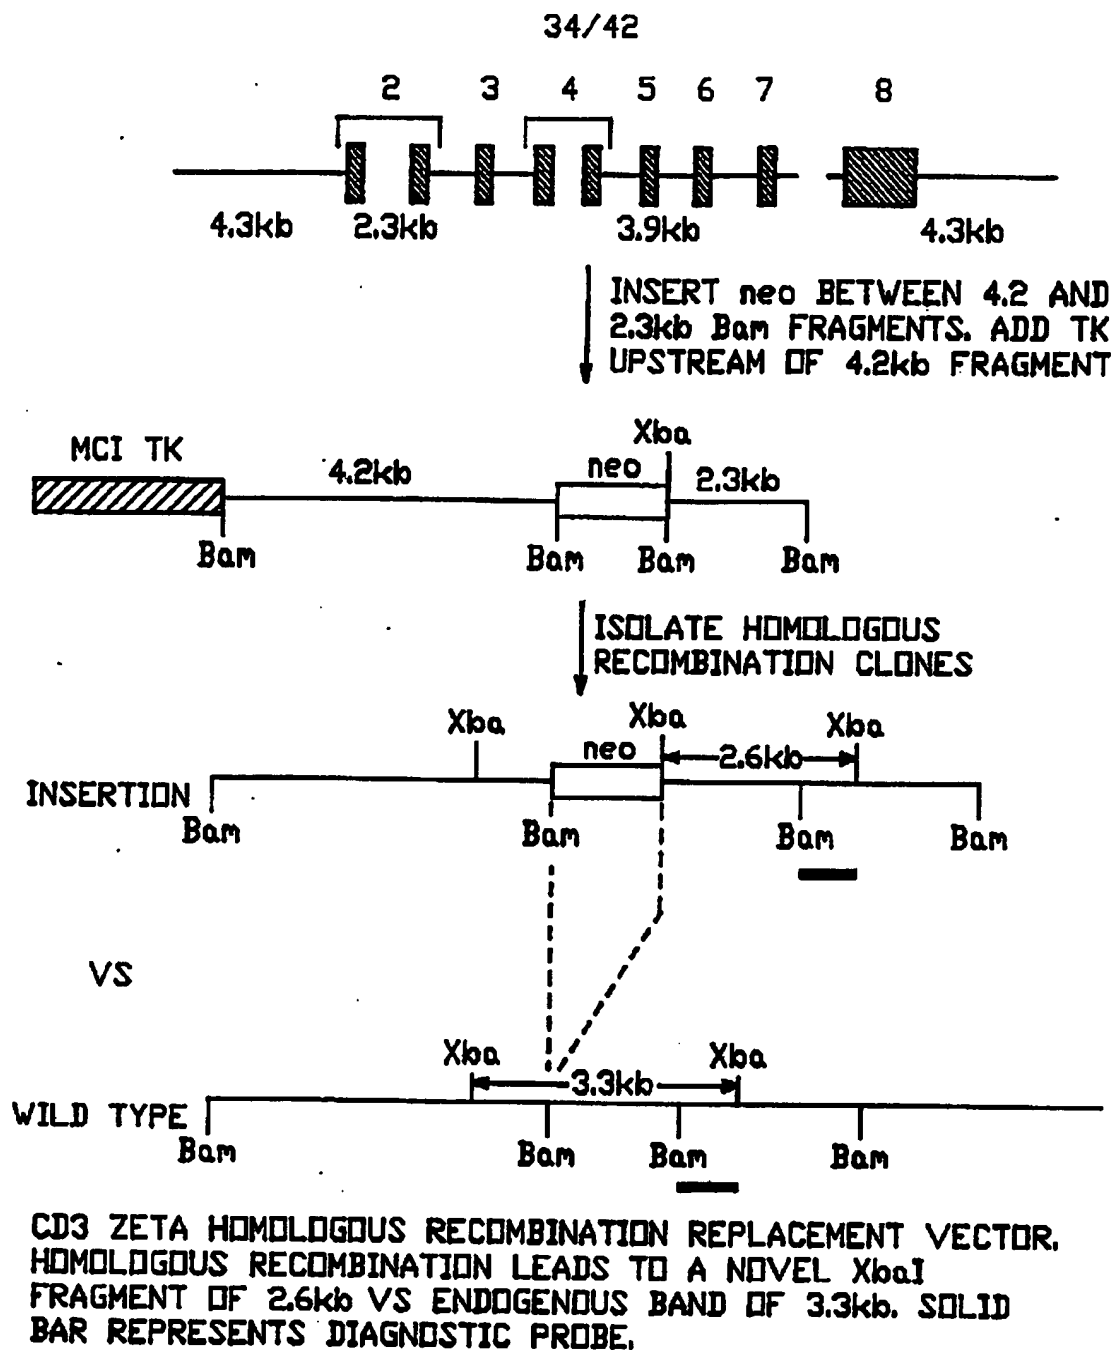 34/42
2 3 4 5 6 7 8
4.3kb 2.3kb 3.9kb 4.3kb
INSERT neo BETWEEN 4.2 AND
2.3kb Bam FRAGMENTS. ADD TK
UPSTREAM OF 4.2kb FRAGMENT
MCI TK 4.2kb neo Xba 2.3kb
Bam Bam Bam Bam
ISOLATE HOMOLOGOUS
RECOMBINATION CLONES
Xba Xba Xba
neo 2.6kb
INSERTION
Bam Bam Bam Bam
VS
Xba Xba
3.3kb
WILD TYPE
Bam Bam Bam Bam
CD3 ZETA HOMOLOGOUS RECOMBINATION REPLACEMENT VECTOR.
HOMOLOGOUS RECOMBINATION LEADS TO A NOVEL XbaI
FRAGMENT OF 2.6kb VS ENDOGENOUS BAND OF 3.3kb. SOLID
BAR REPRESENTS DIAGNOSTIC PROBE.